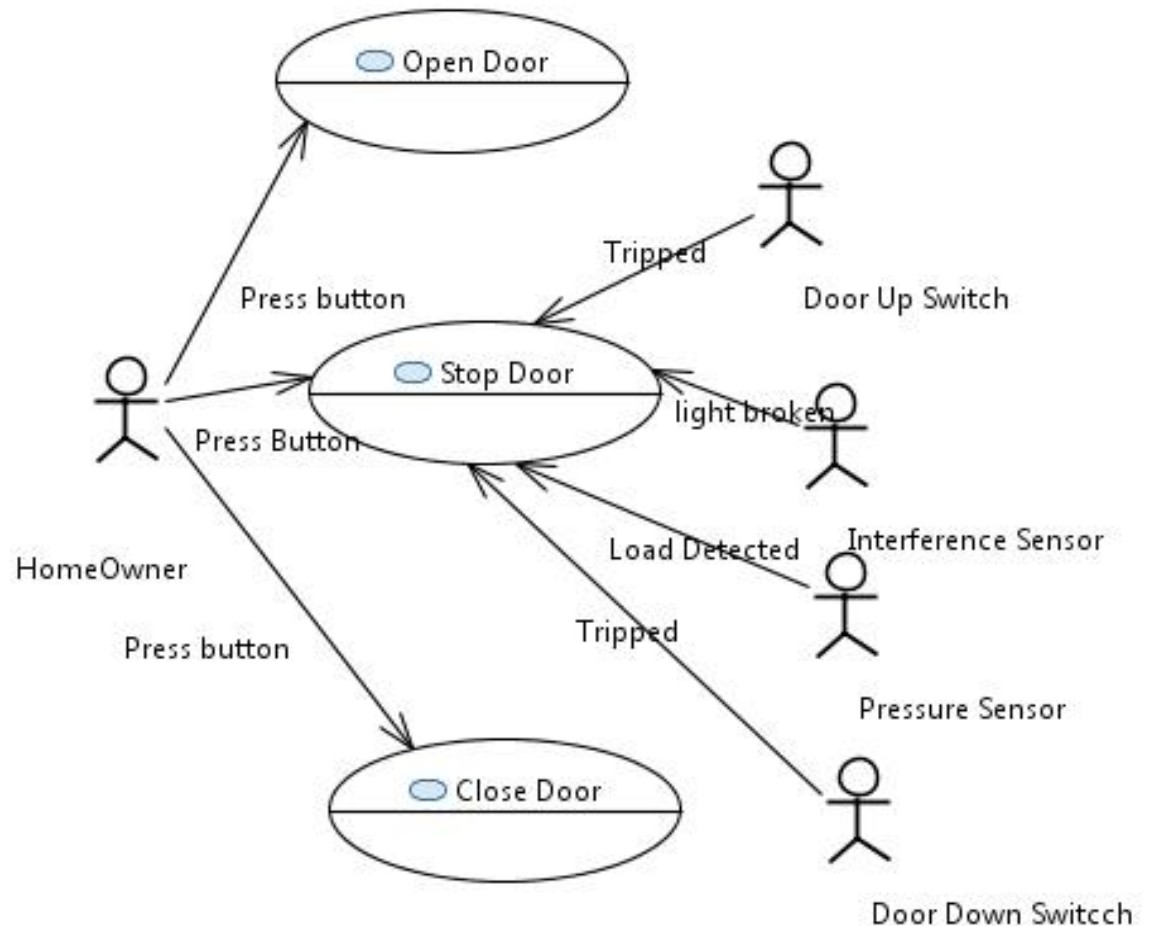 Open Door
Tripped
Door Up Switch
Press button
Stop Door
light broken
Press Button
Interference Sensor
Load Detected
HomeOwner
Tripped
Press button
Pressure Sensor
Close Door
Door Down Switcch